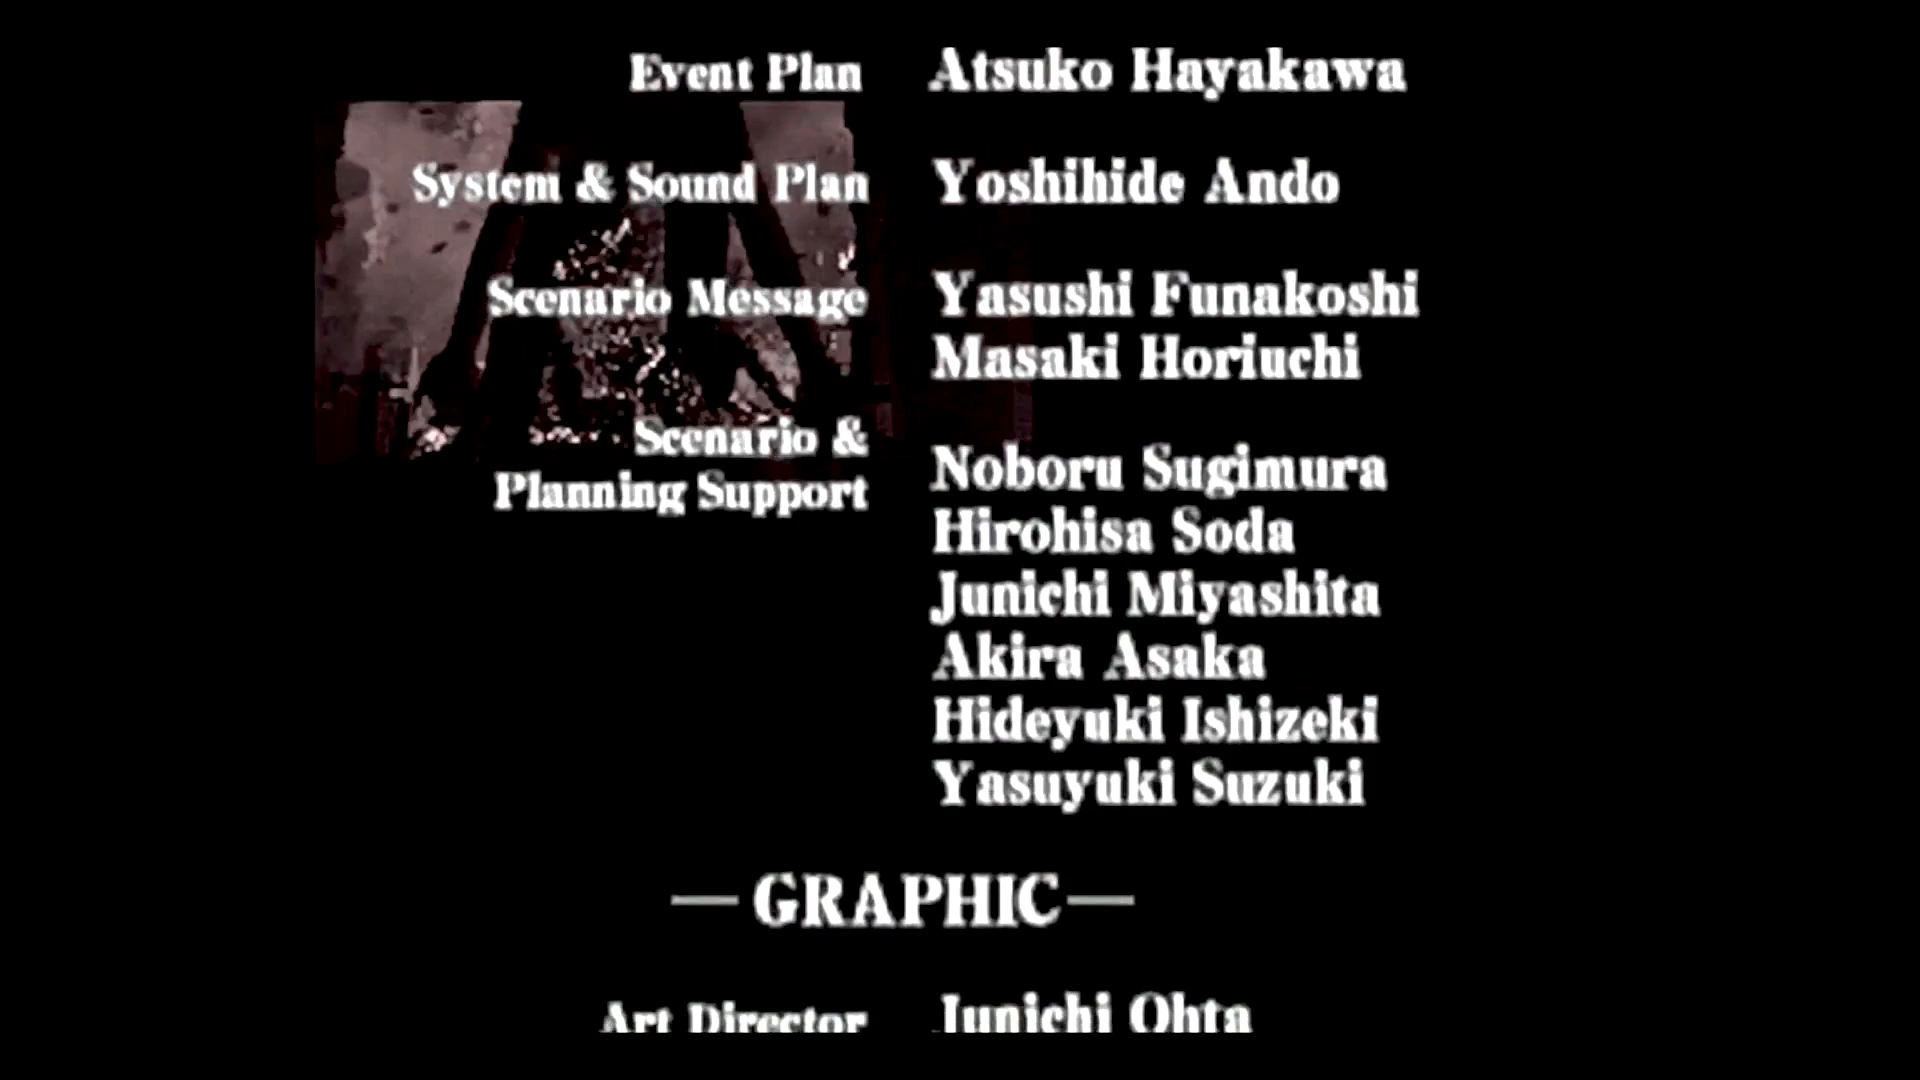 Event Plan Atsuko Hayakawa
System & Sound Plan Yoshihide Ando
Scenario Message Yasushi Funakoshi
Masaki Horiuchi
Scenario &
Planning Support Noboru Sugimura
Hirohisa Soda
Junichi Miyashita
Akira Asaka
Hideyuki Ishizeki
Yasuyuki Suzuki
— GRAPHIC —
Art Director Junichi Ohta